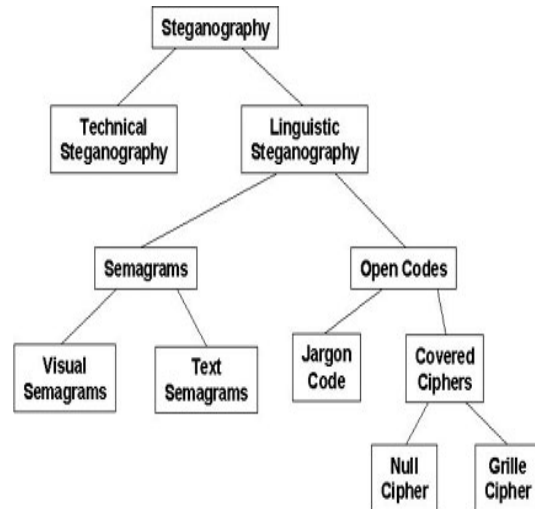 Steganography
Technical
Steganography
Linguistic
Steganography
Semagrams
Open Codes
Visual
Semagrams
Text
Semagrams
Jargon
Code
Covered
Ciphers
Null
Cipher
Grille
Cipher